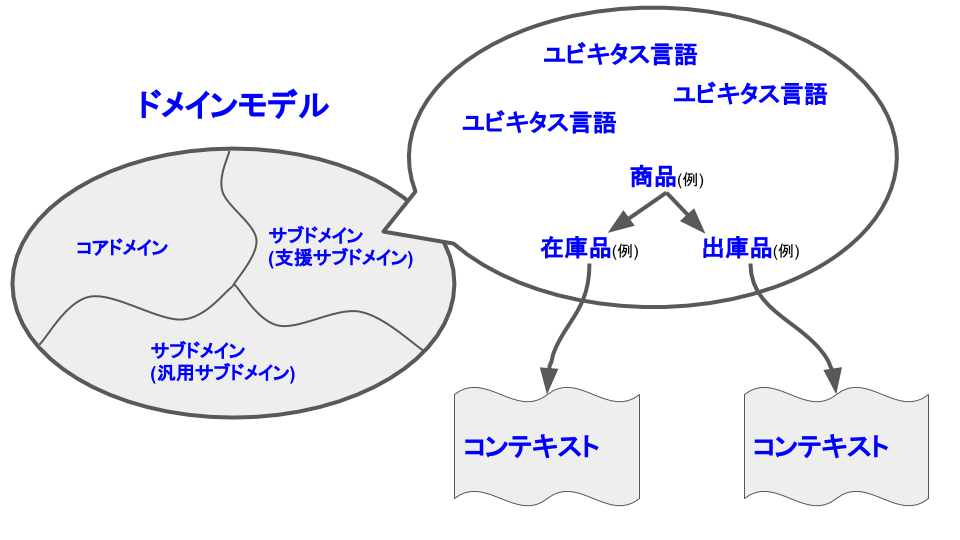 ユビキタス言語
ユビキタス言語
ドメインモデル
ユビキタス言語
商品(例)
コアドメイン
サブドメイン
(支援サブドメイン)
在庫品(例)
出庫品(例)
サブドメイン
(汎用サブドメイン)
コンテキスト
コンテキスト